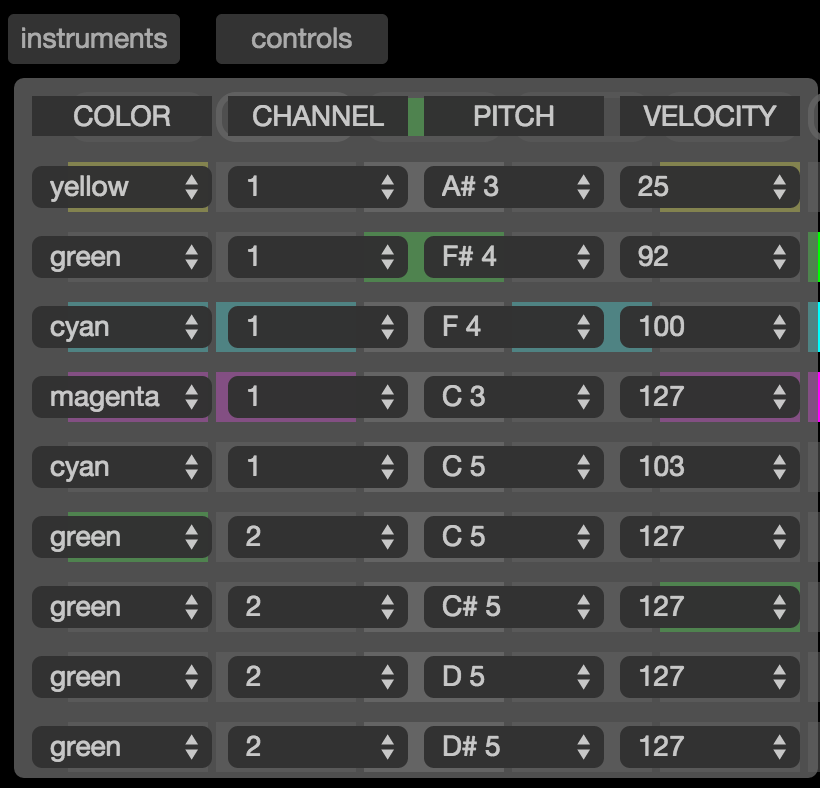 instruments controls
COLOR CHANNEL PITCH VELOCITY
yellow 1 A# 3 25
green 1 F# 4 92
cyan 1 F 4 100
magenta 1 C 3 127
cyan 1 C 5 103
green 2 C 5 127
green 2 C# 5 127
green 2 D 5 127
green 2 D# 5 127